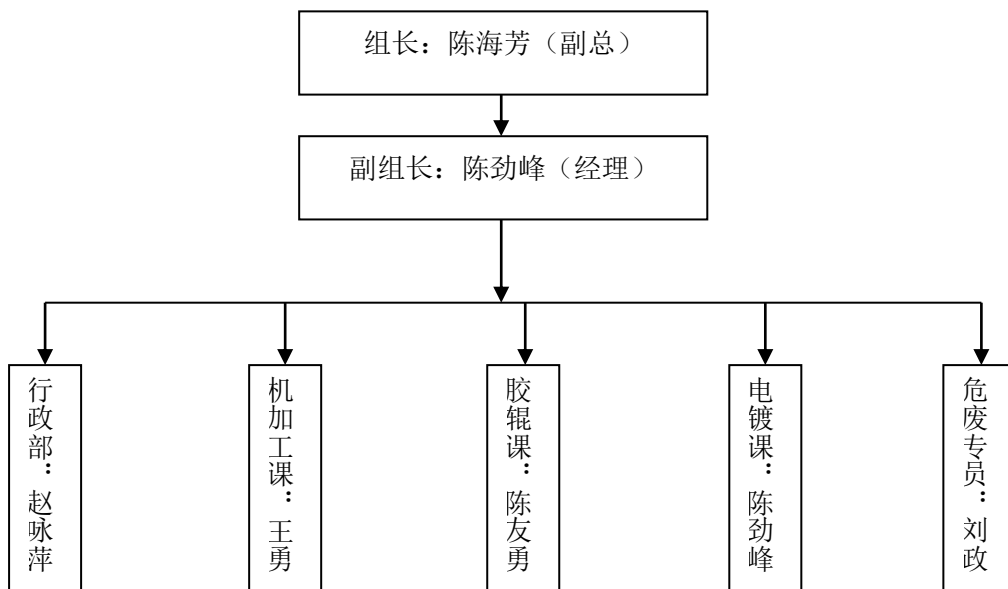 组长：陈海芳（副总）
副组长：陈劲峰（经理）
行政部：赵咏萍
机加工课：王勇
胶辊课：陈友勇
电镀课：陈劲峰
危废专员：刘政